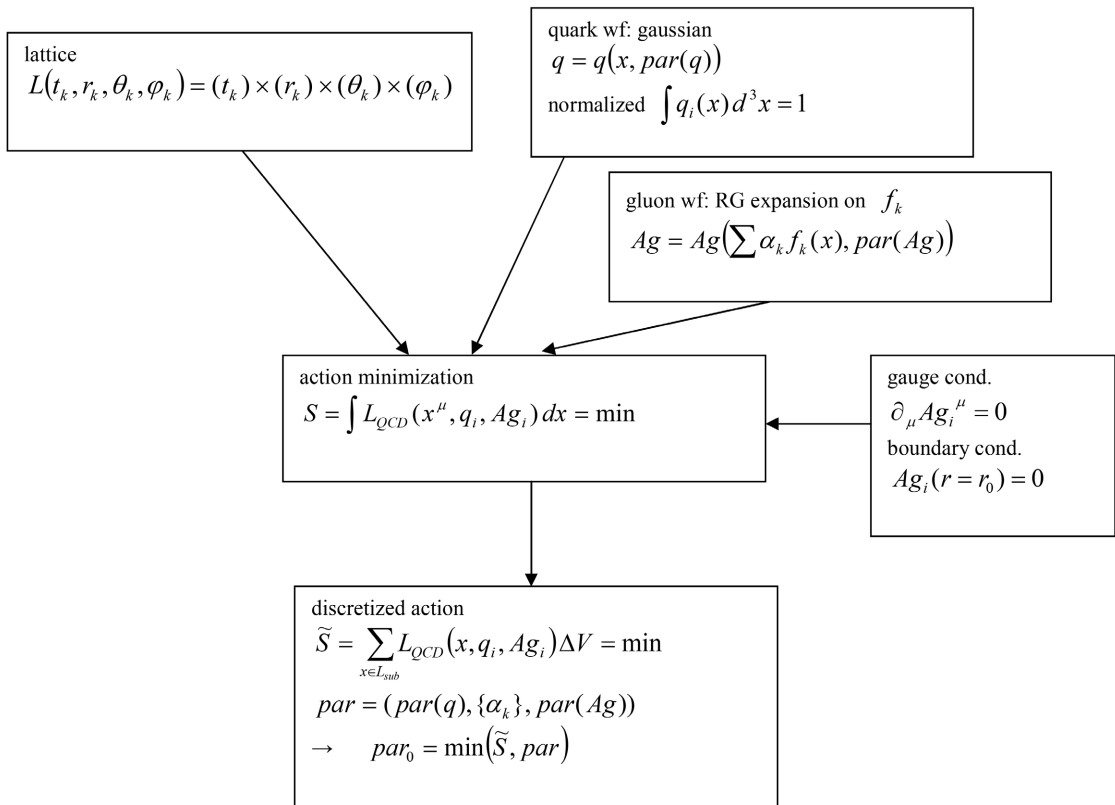 lattice
L(t_k, r_k, θ_k, φ_k) = (t_k) × (r_k) × (θ_k) × (φ_k)
quark wf: gaussian
q = q(x, par(q))
normalized ∫ q_i(x) d³x = 1
gluon wf: RG expansion on f_k
Ag = Ag(∑ α_k f_k(x), par(Ag))
action minimization
S = ∫ L_QCD(x^μ, q_i, Ag_i) dx = min
gauge cond.
∂_μ Ag_i^μ = 0
boundary cond.
Ag_i(r = r_0) = 0
discretized action
S̃ = ∑_{x∈L_sub} L_QCD(x, q_i, Ag_i) ΔV = min
par = (par(q), {α_k}, par(Ag))
→ par_0 = min(S̃, par)